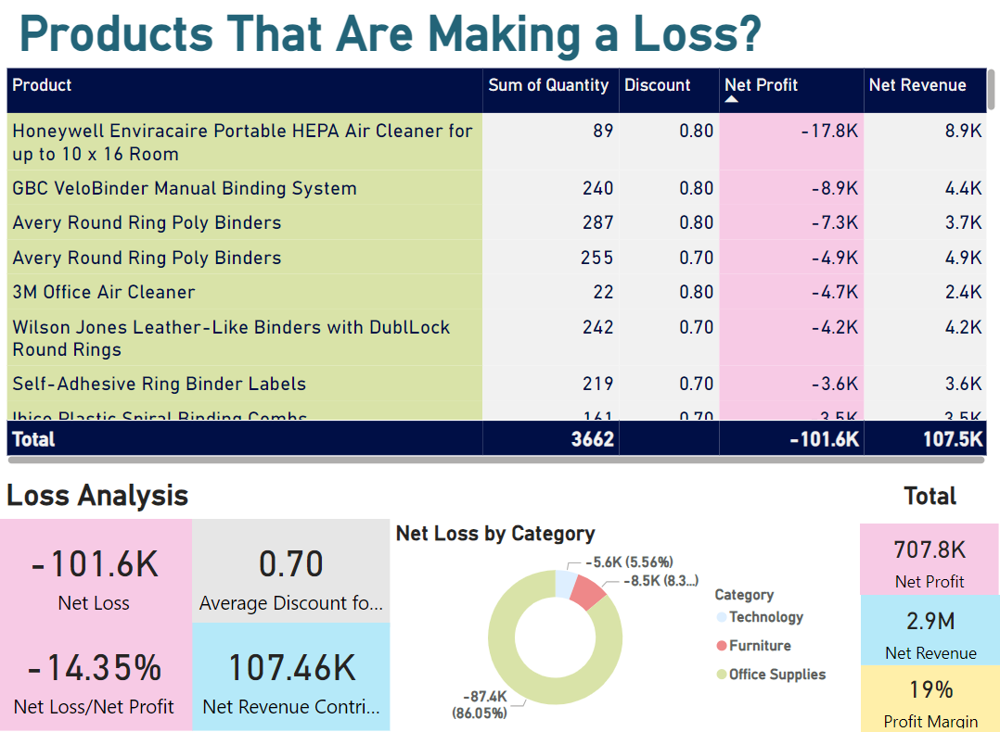 Products That Are Making a Loss?
Product Sum of Quantity Discount Net Profit Net Revenue
Honeywell Enviracaire Portable HEPA Air Cleaner for 89 0.80 -17.8K 8.9K
up to 10 x 16 Room
GBC VeloBinder Manual Binding System 240 0.80 -8.9K 4.4K
Avery Round Ring Poly Binders 287 0.80 -7.3K 3.7K
Avery Round Ring Poly Binders 255 0.70 -4.9K 4.9K
3M Office Air Cleaner 22 0.80 -4.7K 2.4K
Wilson Jones Leather-Like Binders with DublLock 242 0.70 -4.2K 4.2K
Round Rings
Self-Adhesive Ring Binder Labels 219 0.70 -3.6K 3.6K
Ibico Plastic Spiral Binding Combs 161 0.70 -3.5K 3.5K
Total 3662 -101.6K 107.5K
Loss Analysis
-101.6K
Net Loss
0.70
Average Discount fo...
-14.35%
Net Loss/Net Profit
107.46K
Net Revenue Contri...
Net Loss by Category
-5.6K (5.56%)
-8.5K (8.3...)
-87.4K
(86.05%)
Category
Technology
Furniture
Office Supplies
Total
707.8K
Net Profit
2.9M
Net Revenue
19%
Profit Margin